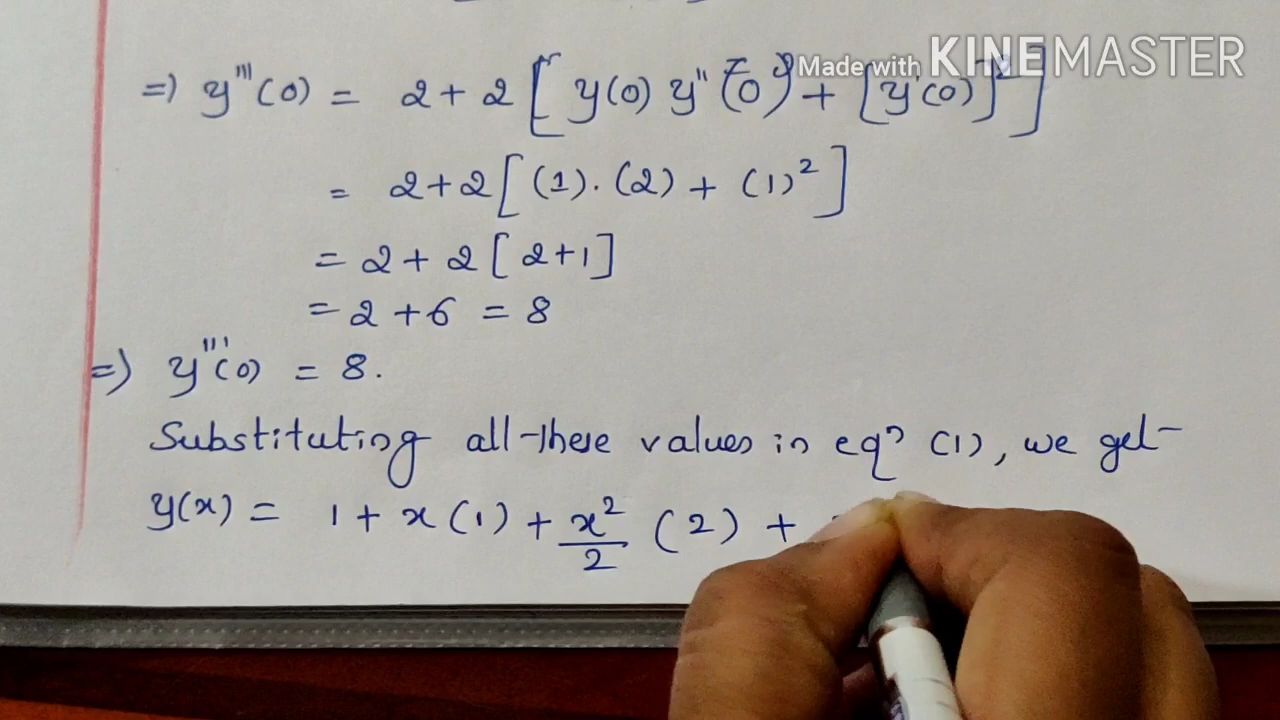 Made with KINEMASTER
=) y'''(0) = 2 + 2 [ y(0) y''(0) + [y'(0)]² ]
= 2 + 2 [ (1) . (2) + (1)² ]
= 2 + 2 [ 2 + 1 ]
= 2 + 6 = 8
=) y'''(0) = 8.
Substituting all these values in eqn (1), we get
y(x) = 1 + x (1) + x²/2 (2) +